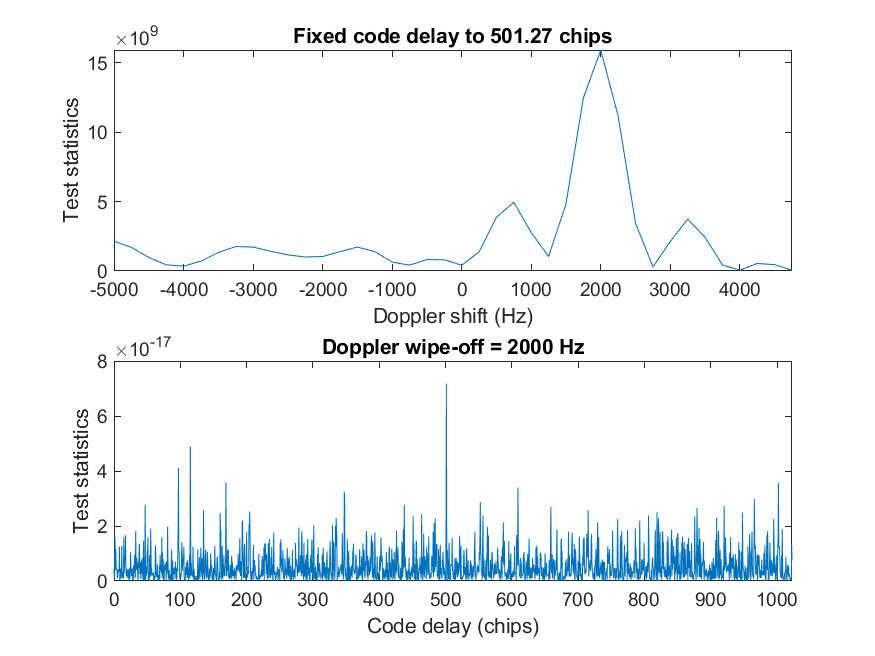 ×10^9
Fixed code delay to 501.27 chips
15
10
5
0
Test statistics
-5000 -4000 -3000 -2000 -1000 0 1000 2000 3000 4000
Doppler shift (Hz)
×10^-17
Doppler wipe-off = 2000 Hz
8
6
4
2
0
Test statistics
0 100 200 300 400 500 600 700 800 900 1000
Code delay (chips)